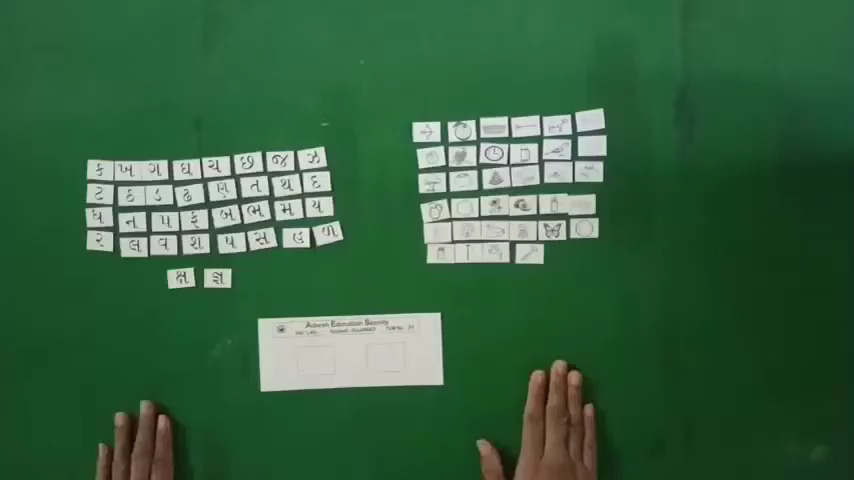 ક ખ ગ ઘ ચ છ જ ઝ
ટ ઠ ડ ઢ ણ ત થ દ
ધ ન પ ફ બ ભ મ ય
ર લ વ શ ષ સ હ ળ
ક્ષ જ્ઞ
Adarsh Education Society